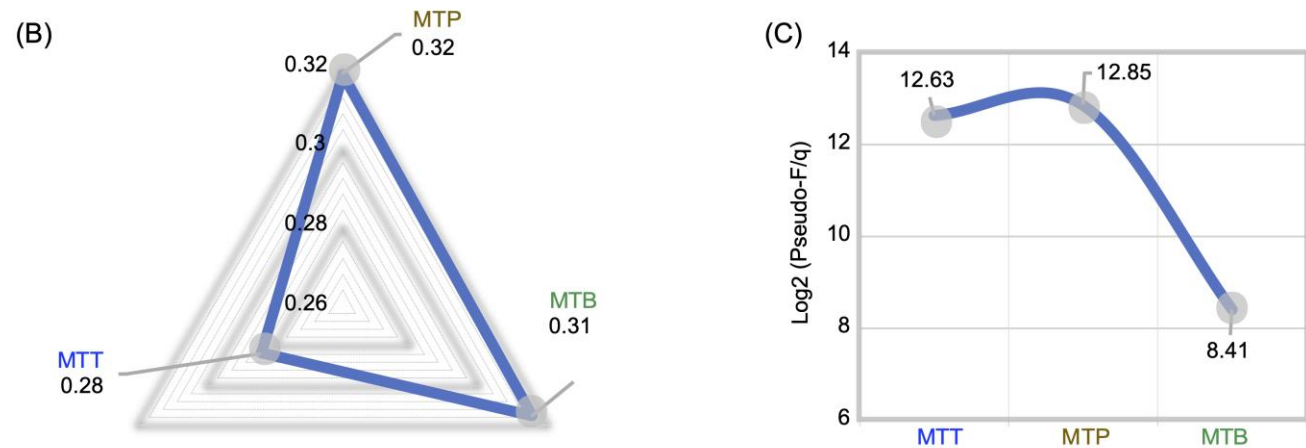 (B)
MTP
0.32
0.32
0.3
0.28
0.26
MTB
0.31
MTT
0.28
(C)
Log2 (Pseudo-F/q)
14
12
10
8
6
12.63
12.85
8.41
MTT
MTP
MTB